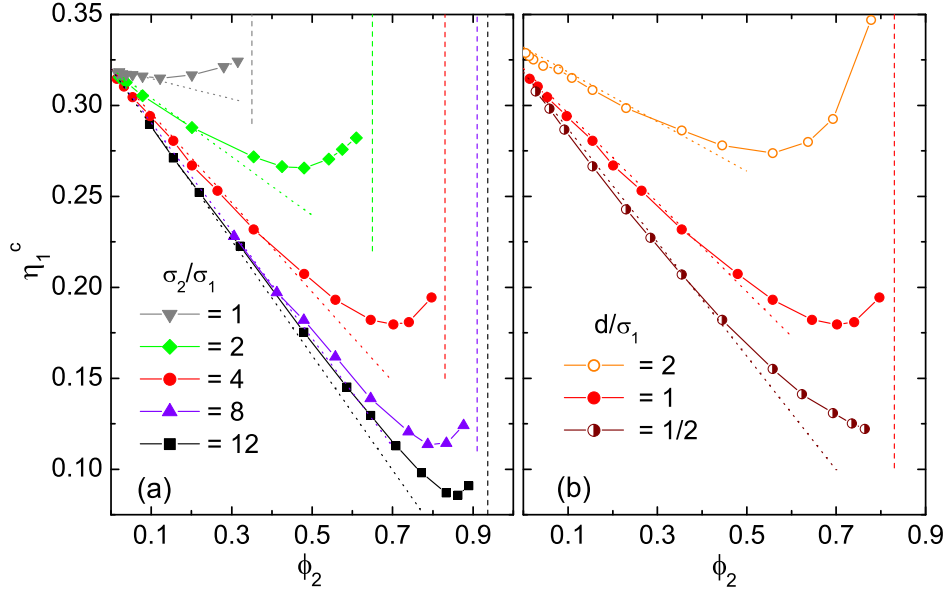 0.35
0.30
0.25
0.20
0.15
0.10
η₁ᶜ
σ₂/σ₁
= 1
= 2
= 4
= 8
= 12
(a)
0.1 0.3 0.5 0.7 0.9
ϕ₂
d/σ₁
= 2
= 1
= 1/2
(b)
0.1 0.3 0.5 0.7 0.9
ϕ₂